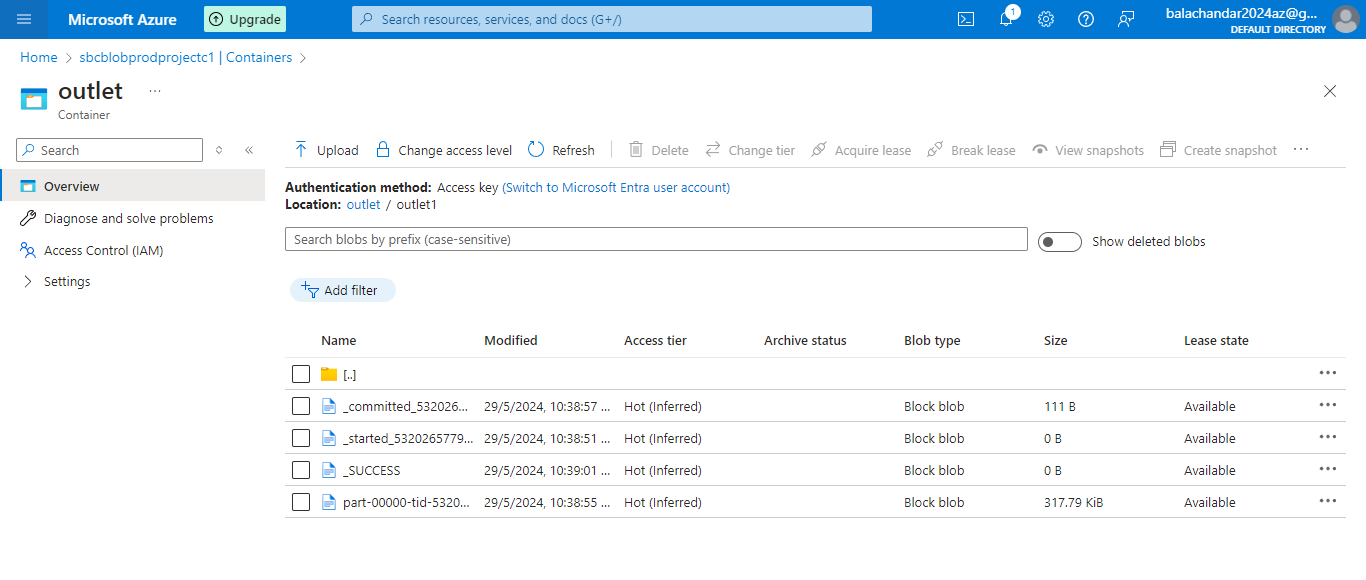 Microsoft Azure Upgrade Search resources, services, and docs (G+/) 1 balachandar2024az@g...
DEFAULT DIRECTORY
Home > sbcblobprodprojectc1 | Containers >
outlet ...
Container
Search
Upload Change access level Refresh Delete Change tier Acquire lease Break lease View snapshots Create snapshot ...
Overview
Diagnose and solve problems
Access Control (IAM)
Settings
Authentication method: Access key (Switch to Microsoft Entra user account)
Location: outlet / outlet1
Search blobs by prefix (case-sensitive)
Show deleted blobs
Add filter
Name Modified Access tier Archive status Blob type Size Lease state
[..]
_committed_532026... 29/5/2024, 10:38:57 ... Hot (Inferred) Block blob 111 B Available
_started_5320265779... 29/5/2024, 10:38:51 ... Hot (Inferred) Block blob 0 B Available
_SUCCESS 29/5/2024, 10:39:01 ... Hot (Inferred) Block blob 0 B Available
part-00000-tid-5320... 29/5/2024, 10:38:55 ... Hot (Inferred) Block blob 317.79 KiB Available